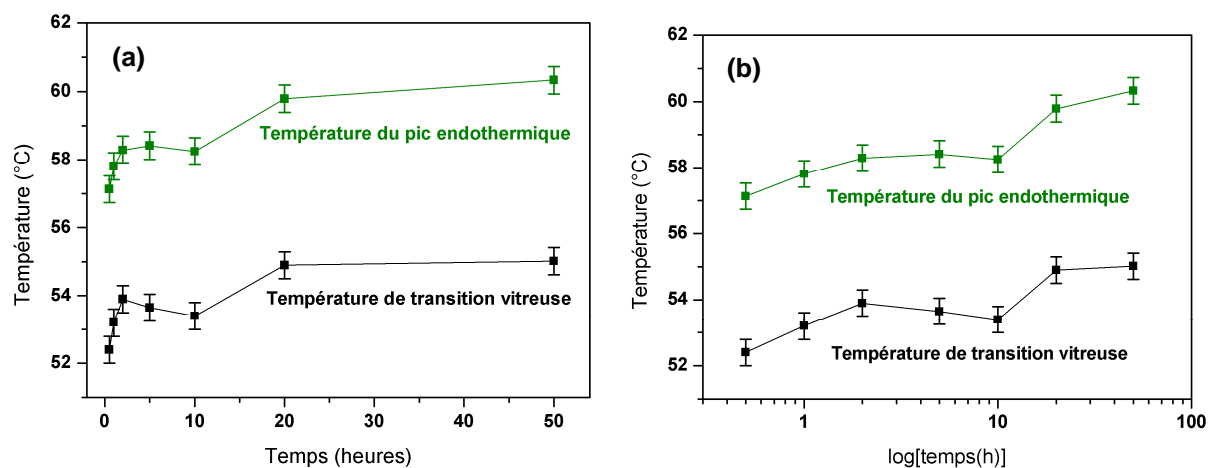 (a)
62
60
58
56
54
52
Température (°C)
Température du pic endothermique
Température de transition vitreuse
0
10
20
30
40
50
Temps (heures)
(b)
62
60
58
56
54
52
Température (°C)
Température du pic endothermique
Température de transition vitreuse
1
10
100
log[temps(h)]